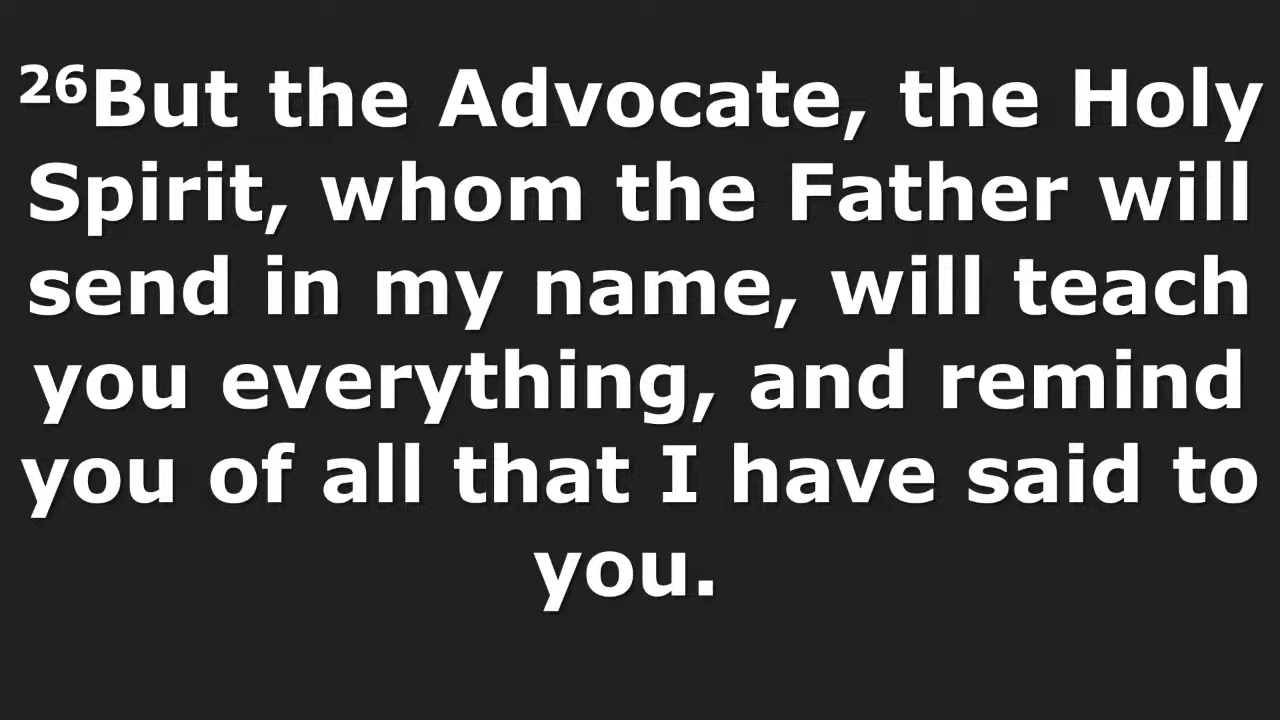 26But the Advocate, the Holy
Spirit, whom the Father will
send in my name, will teach
you everything, and remind
you of all that I have said to
you.